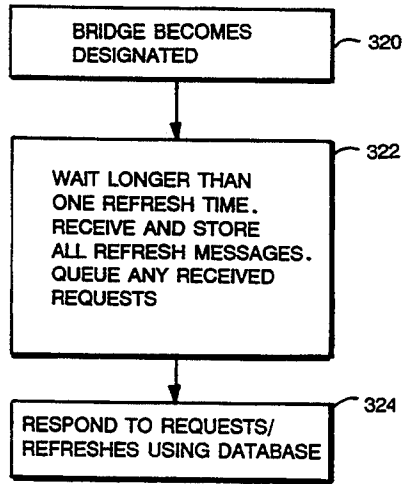 BRIDGE BECOMES
DESIGNATED
320
322
WAIT LONGER THAN
ONE REFRESH TIME.
RECEIVE AND STORE
ALL REFRESH MESSAGES.
QUEUE ANY RECEIVED
REQUESTS
324
RESPOND TO REQUESTS/
REFRESHES USING DATABASE